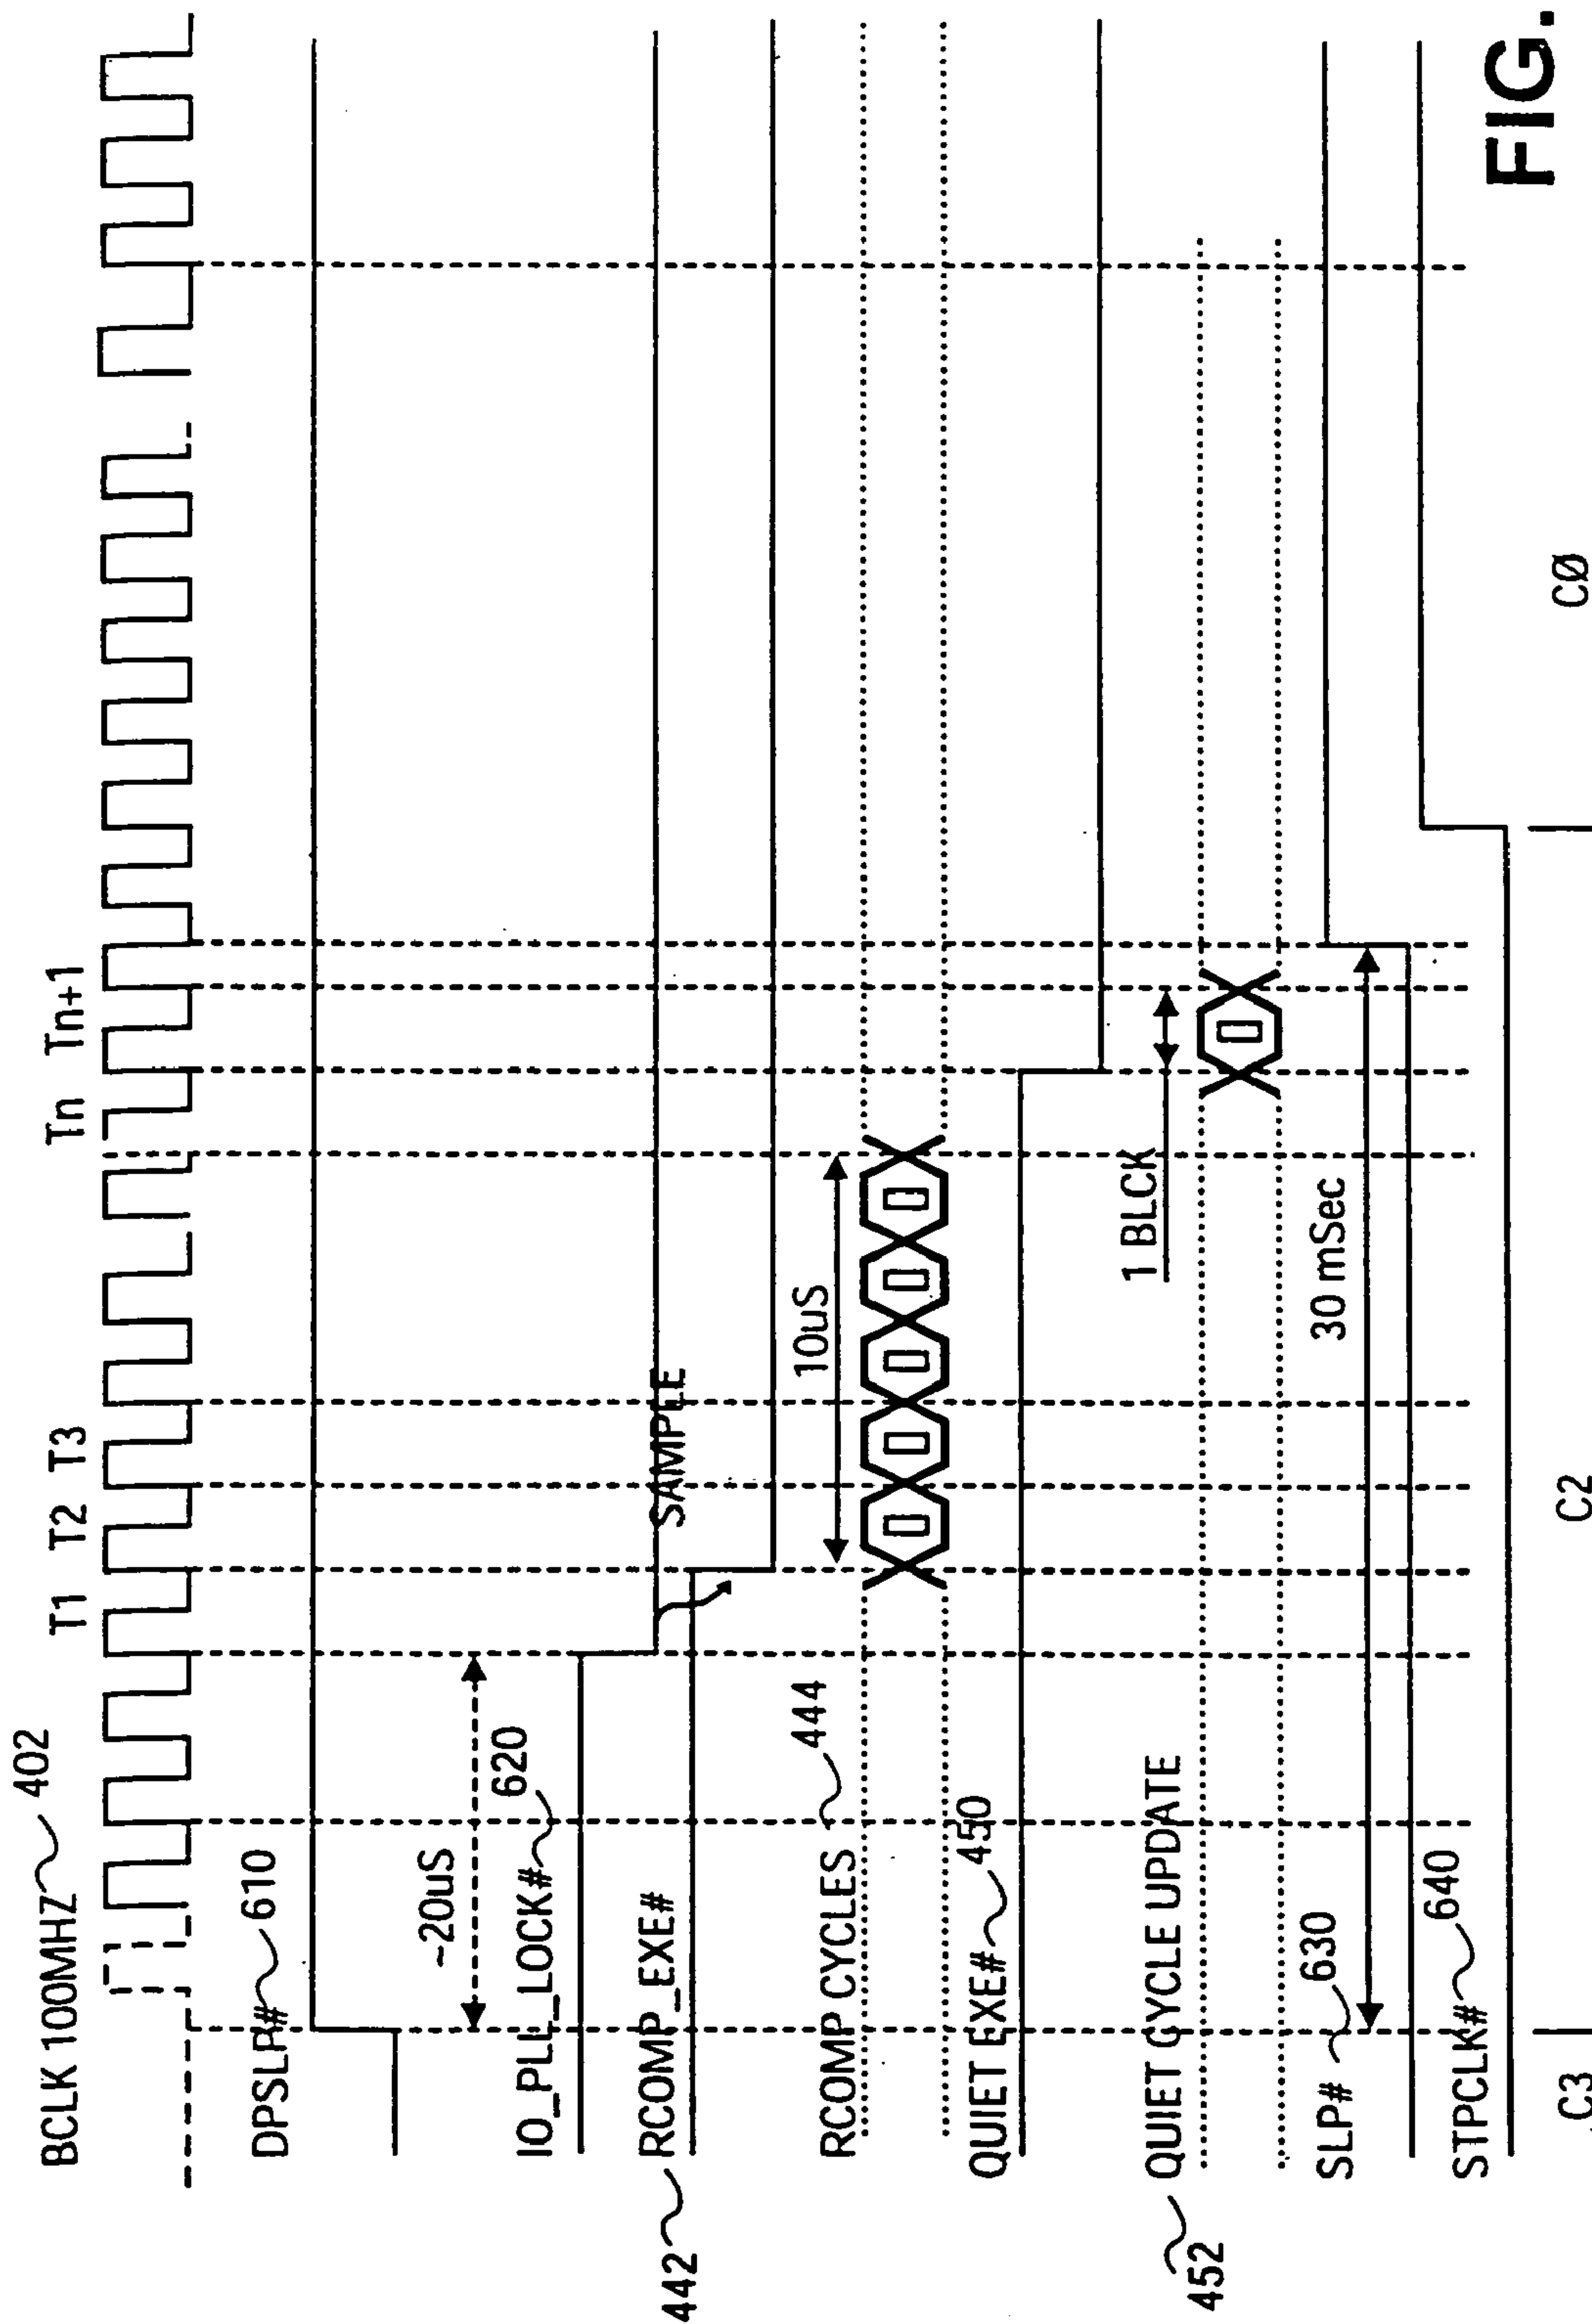 BCLK 100MHZ 402
T1 T2 T3 Tn Tn+1
DPSLP# 610
~20uS
IO_PLL_LOCK# 620
442 RCOMP_EXE#
SAMPLE
10uS
RCOMP CYCLES 444
QUIET EXE# 450
1 BLCK
452 QUIET CYCLE UPDATE
30 mSec
SLP# 630
STPCLK# 640
C3 C2 CØ
FIG.